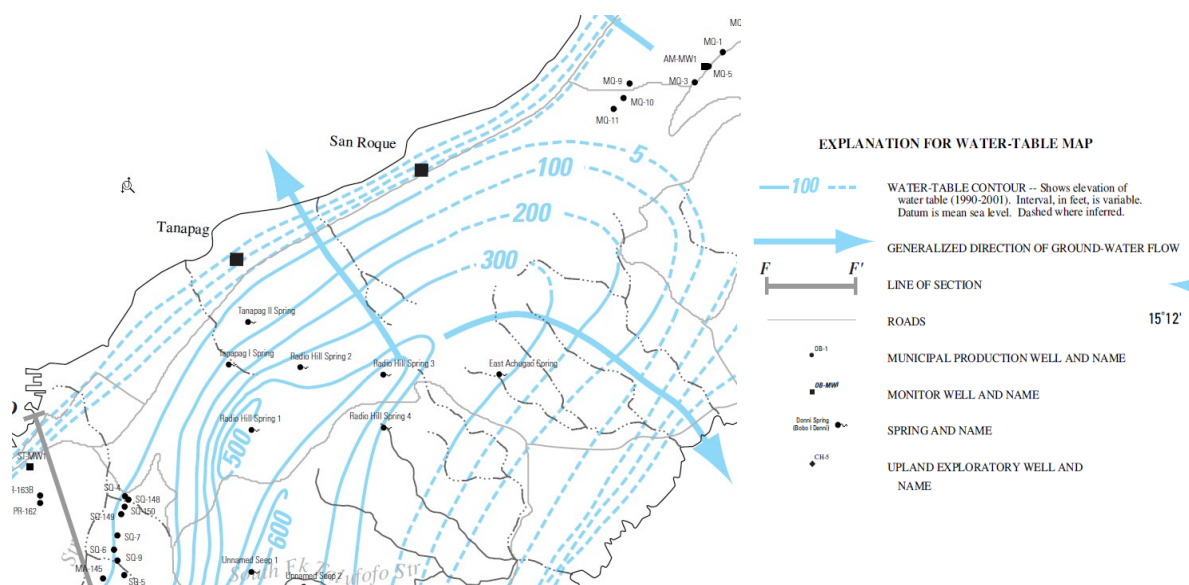 MQ-1
AM-MW1
MQ-5
MQ-3
MQ-9
MQ-10
MQ-11
San Roque
5
100
200
300
Tanapag
Tanapag II Spring
Tapapag I Spring
Radio Hill Spring 2
Radio Hill Spring 3
East Achugao Spring
Radio Hill Spring 1
Radio Hill Spring 4
500
600
ST-MW1
PR-162
SQ-4
SQ-148
SQ-150
SQ-149
SQ-7
SQ-6
SQ-9
MA-145
SQ-5
Unnamed Seep 1
Unnamed Seep 2
South Fk
Str
EXPLANATION FOR WATER-TABLE MAP
100
WATER-TABLE CONTOUR -- Shows elevation of
water table (1990-2001). Interval, in feet, is variable.
Datum is mean sea level. Dashed where inferred.
GENERALIZED DIRECTION OF GROUND-WATER FLOW
F F'
LINE OF SECTION
ROADS
15°12'
OB-1
MUNICIPAL PRODUCTION WELL AND NAME
OB-MWI
MONITOR WELL AND NAME
Donni Spring
(Bobo I Denni)
SPRING AND NAME
CH-5
UPLAND EXPLORATORY WELL AND
NAME